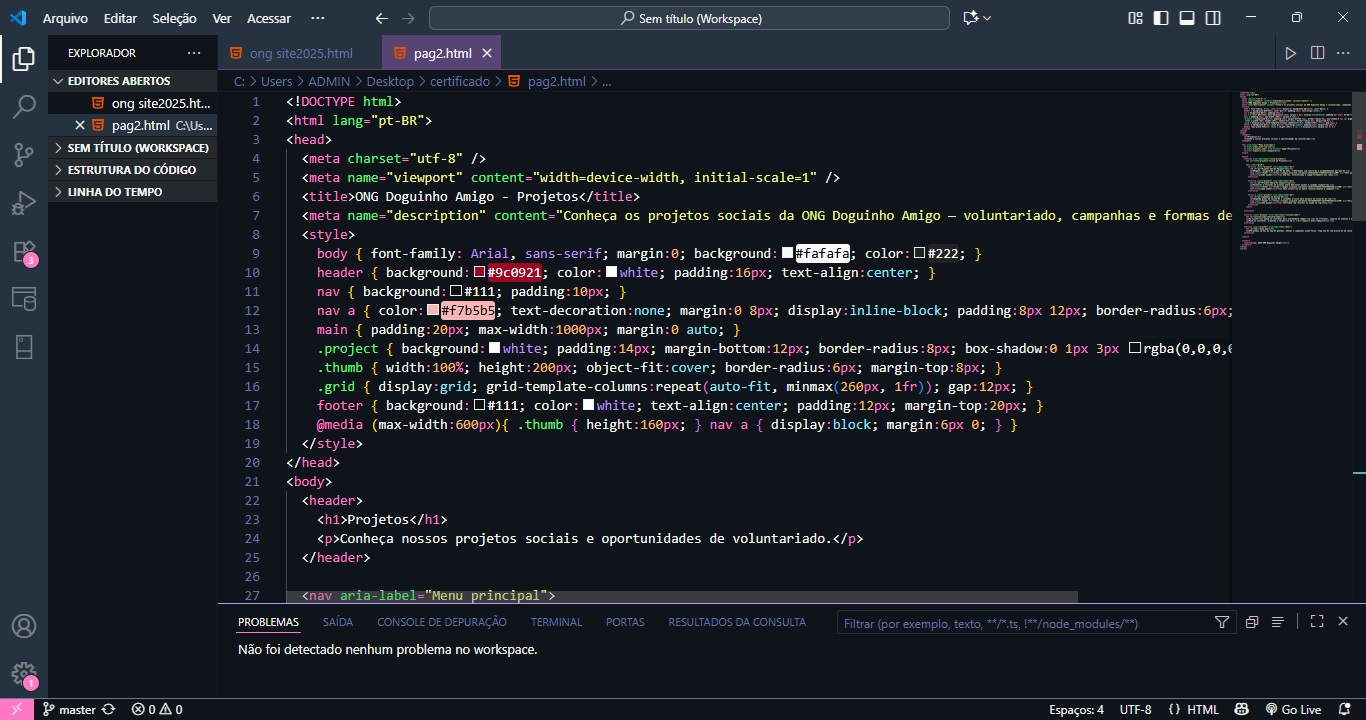 Arquivo Editar Seleção Ver Acessar ···
Sem título (Workspace)
EXPLORADOR ···
EDITORES ABERTOS
ong site2025.ht...
pag2.html C:\Us...
SEM TÍTULO (WORKSPACE)
ESTRUTURA DO CÓDIGO
LINHA DO TEMPO
3
1
ong site2025.html
pag2.html
C: > Users > ADMIN > Desktop > certificado > pag2.html > ...
1 <!DOCTYPE html>
2 <html lang="pt-BR">
3 <head>
4 <meta charset="utf-8" />
5 <meta name="viewport" content="width=device-width, initial-scale=1" />
6 <title>ONG Doguinho Amigo - Projetos</title>
7 <meta name="description" content="Conheça os projetos sociais da ONG Doguinho Amigo — voluntariado, campanhas e formas de
8 <style>
9 body { font-family: Arial, sans-serif; margin:0; background:#fafafa; color:#222; }
10 header { background:#9c0921; color:white; padding:16px; text-align:center; }
11 nav { background:#111; padding:10px; }
12 nav a { color:#f7b5b5; text-decoration:none; margin:0 8px; display:inline-block; padding:8px 12px; border-radius:6px;
13 main { padding:20px; max-width:1000px; margin:0 auto; }
14 .project { background:white; padding:14px; margin-bottom:12px; border-radius:8px; box-shadow:0 1px 3px rgba(0,0,0,0
15 .thumb { width:100%; height:200px; object-fit:cover; border-radius:6px; margin-top:8px; }
16 .grid { display:grid; grid-template-columns:repeat(auto-fit, minmax(260px, 1fr)); gap:12px; }
17 footer { background:#111; color:white; text-align:center; padding:12px; margin-top:20px; }
18 @media (max-width:600px){ .thumb { height:160px; } nav a { display:block; margin:6px 0; } }
19 </style>
20 </head>
21 <body>
22 <header>
23 <h1>Projetos</h1>
24 <p>Conheça nossos projetos sociais e oportunidades de voluntariado.</p>
25 </header>
26
27 <nav aria-label="Menu principal">
PROBLEMAS SAÍDA CONSOLE DE DEPURAÇÃO TERMINAL PORTAS RESULTADOS DA CONSULTA Filtrar (por exemplo, texto, **/*.ts, !**/node_modules/**)
Não foi detectado nenhum problema no workspace.
master 0 0 Espaços: 4 UTF-8 {} HTML Go Live